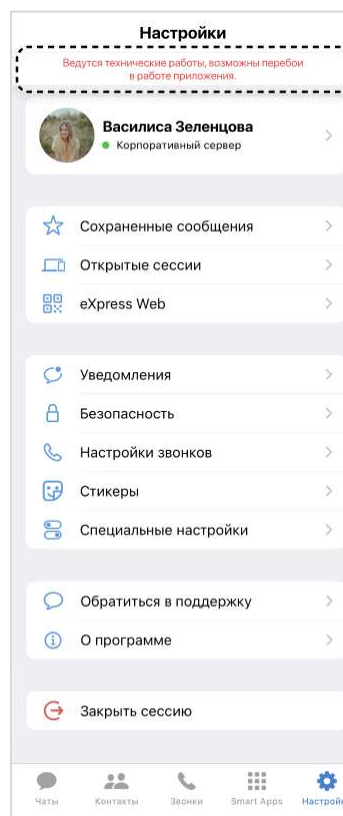 Настройки
Ведутся технические работы, возможны перебои
в работе приложения.
Василиса Зеленцова
Корпоративный сервер
Сохраненные сообщения
Открытые сессии
eXpress Web
Уведомления
Безопасность
Настройки звонков
Стикеры
Специальные настройки
Обратиться в поддержку
О программе
Закрыть сессию
Чаты Контакты Звонки Smart Apps Настройк